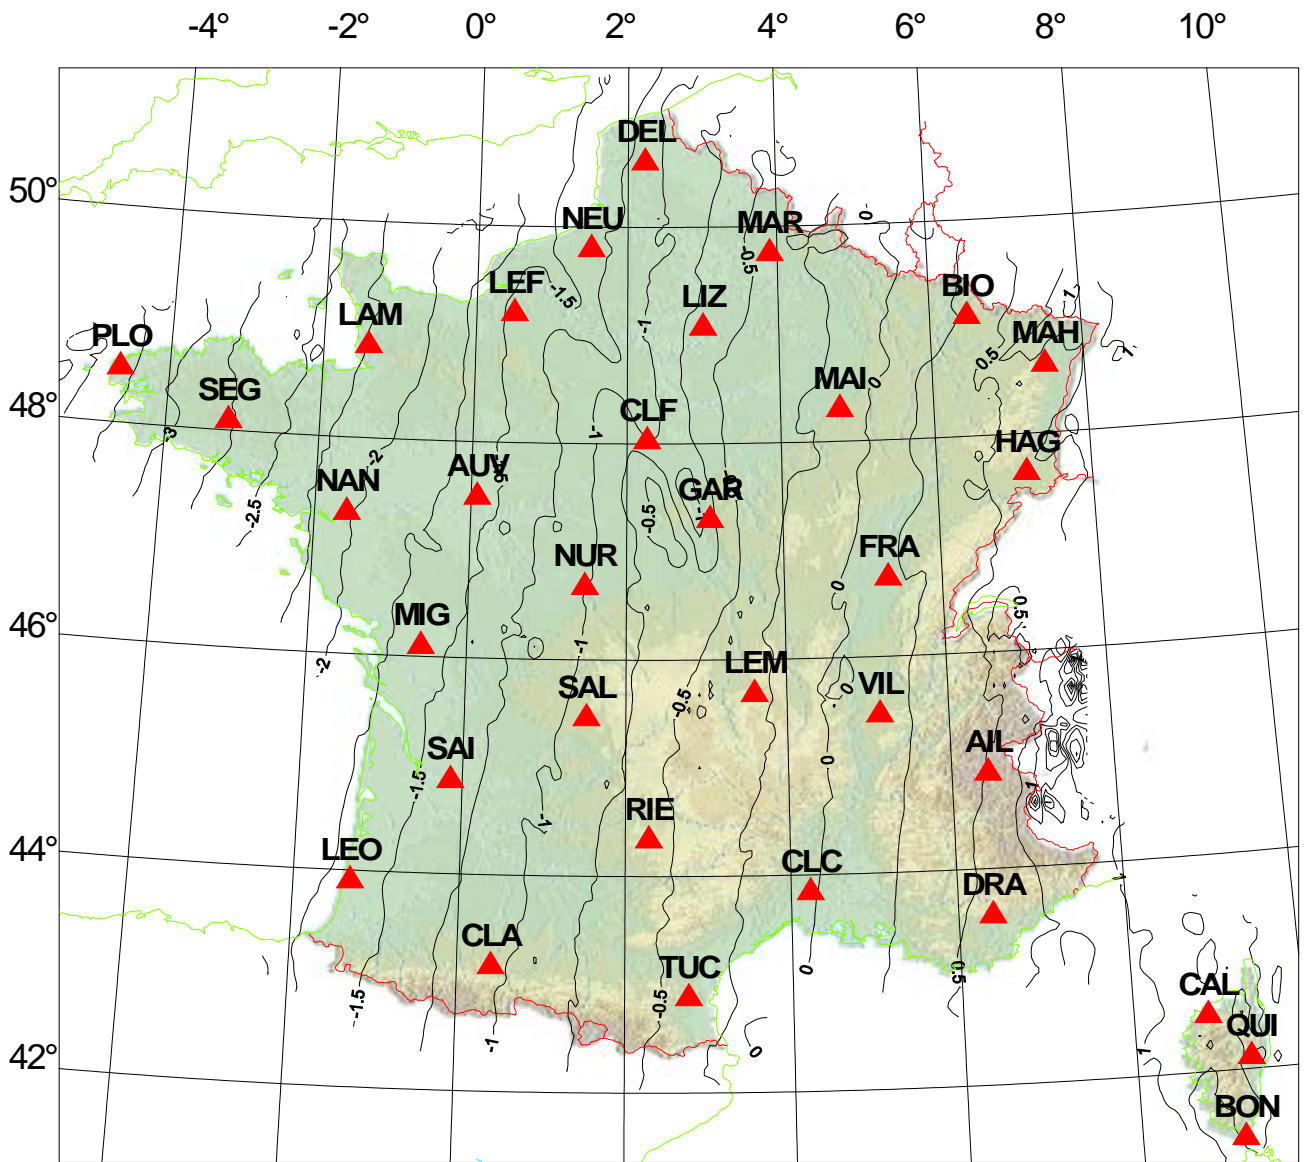 -4° -2° 0° 2° 4° 6° 8° 10°
DEL
50°
NEU MAR 0
-0.5
LEF -1.5 LIZ BIO 1
LAM -1 MAH
PLO 0.5 1
SEG MAI 0
48° CLF
-3 -2 -1 HAG
NAN AUV
-2.5 -0.5 GAR
NUR FRA
0 0.5
MIG
46° -1
-2 LEM
SAL -0.5 0 VIL
SAI 0 AIL
-1.5 1
RIE
-1
44° LEO CLC
DRA 1
CLA
TUC 0 0.5
-1.5 -0.5 CAL
QUI
-1 0 1
42°
BON